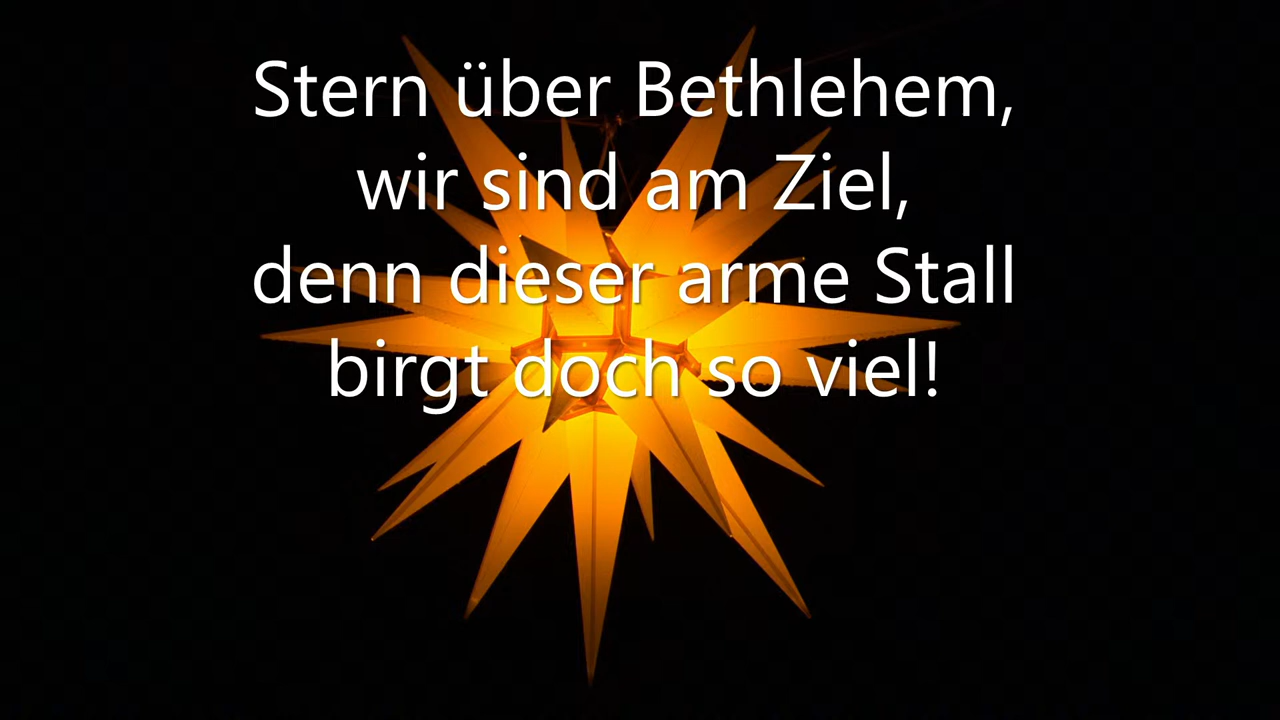 Stern über Bethlehem,
wir sind am Ziel,
denn dieser arme Stall
birgt doch so viel!